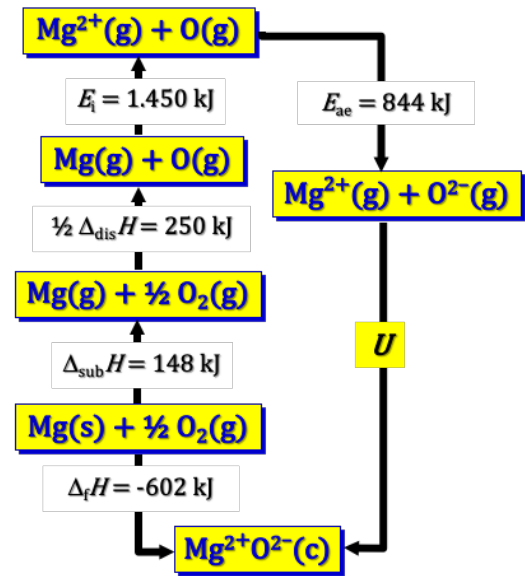 Mg²⁺(g) + O(g)
Eᵢ = 1.450 kJ
Eₐₑ = 844 kJ
Mg(g) + O(g)
Mg²⁺(g) + O²⁻(g)
½ Δ_dis H = 250 kJ
Mg(g) + ½ O₂(g)
U
Δ_sub H = 148 kJ
Mg(s) + ½ O₂(g)
Δ_f H = -602 kJ
Mg²⁺O²⁻(c)